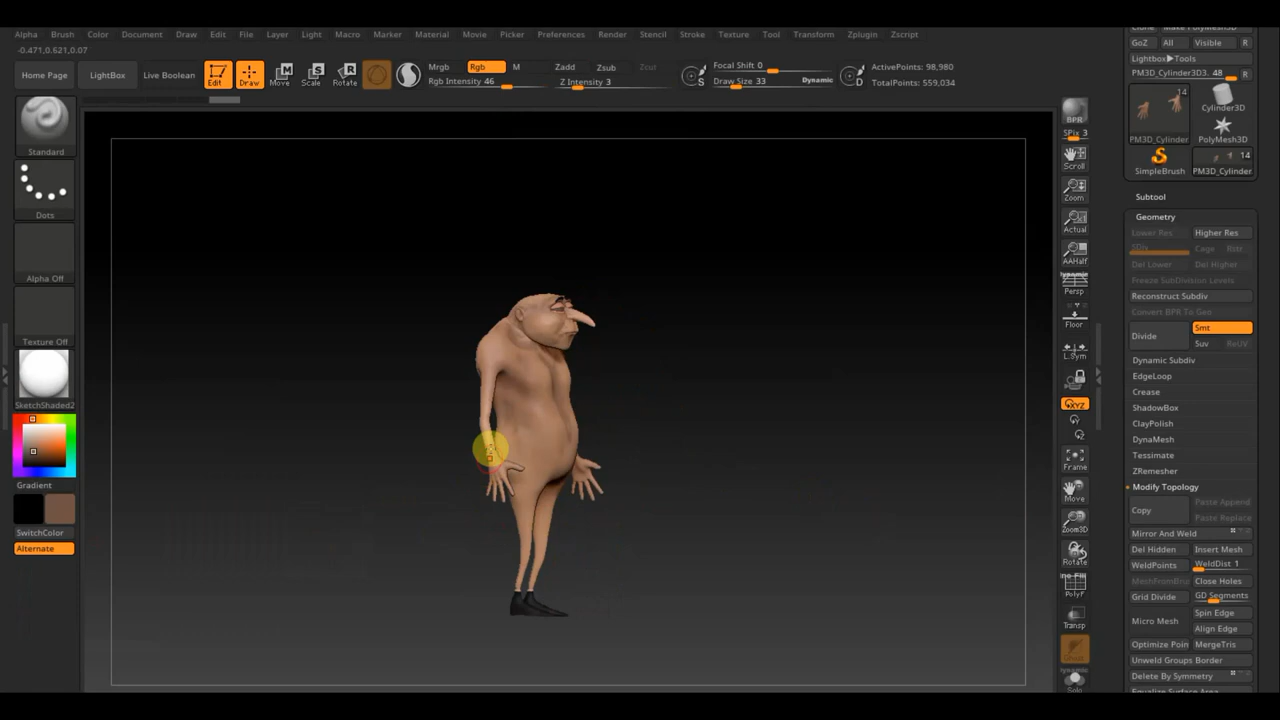 Alpha Brush Color Document Draw Edit File Layer Light Macro Marker Material Movie Picker Preferences Render Stencil Stroke Texture Tool Transform Zplugin Zscript
-0.471,0.621,0.07
Home Page LightBox Live Boolean Edit Draw Move Scale Rotate
Mrgb Rgb M Zadd Zsub Zcut
Rgb Intensity 46 Z Intensity 3
Focal Shift 0
Draw Size 33 Dynamic
ActivePoints: 98,980
TotalPoints: 559,034
Standard
Dots
Alpha Off
Texture Off
SketchShaded2
Gradient
SwitchColor
Alternate
BPR
SPix 3
Scroll
Zoom
Actual
AAHalf
Dynamic
Persp
Floor
L.Sym
XYZ
Frame
Move
Zoom3D
Rotate
PolyF
Transp
Solo
GoZ All Visible R
Lightbox▶Tools
PM3D_Cylinder3D3. 48 R
14
PM3D_Cylinder
Cylinder3D
PolyMesh3D
SimpleBrush
14
PM3D_Cylinder
Subtool
Geometry
Lower Res Higher Res
SDiv Cage Rstr
Del Lower Del Higher
Freeze SubDivision Levels
Reconstruct Subdiv
Convert BPR To Geo
Divide Smt
Suv ReUV
Dynamic Subdiv
EdgeLoop
Crease
ShadowBox
ClayPolish
DynaMesh
Tessimate
ZRemesher
Modify Topology
Copy Paste Append
Paste Replace
Mirror And Weld
Del Hidden Insert Mesh
WeldPoints WeldDist 1
MeshFromBru Close Holes
Grid Divide GD Segments
Micro Mesh Spin Edge
Align Edge
Optimize Poin MergeTris
Unweld Groups Border
Delete By Symmetry